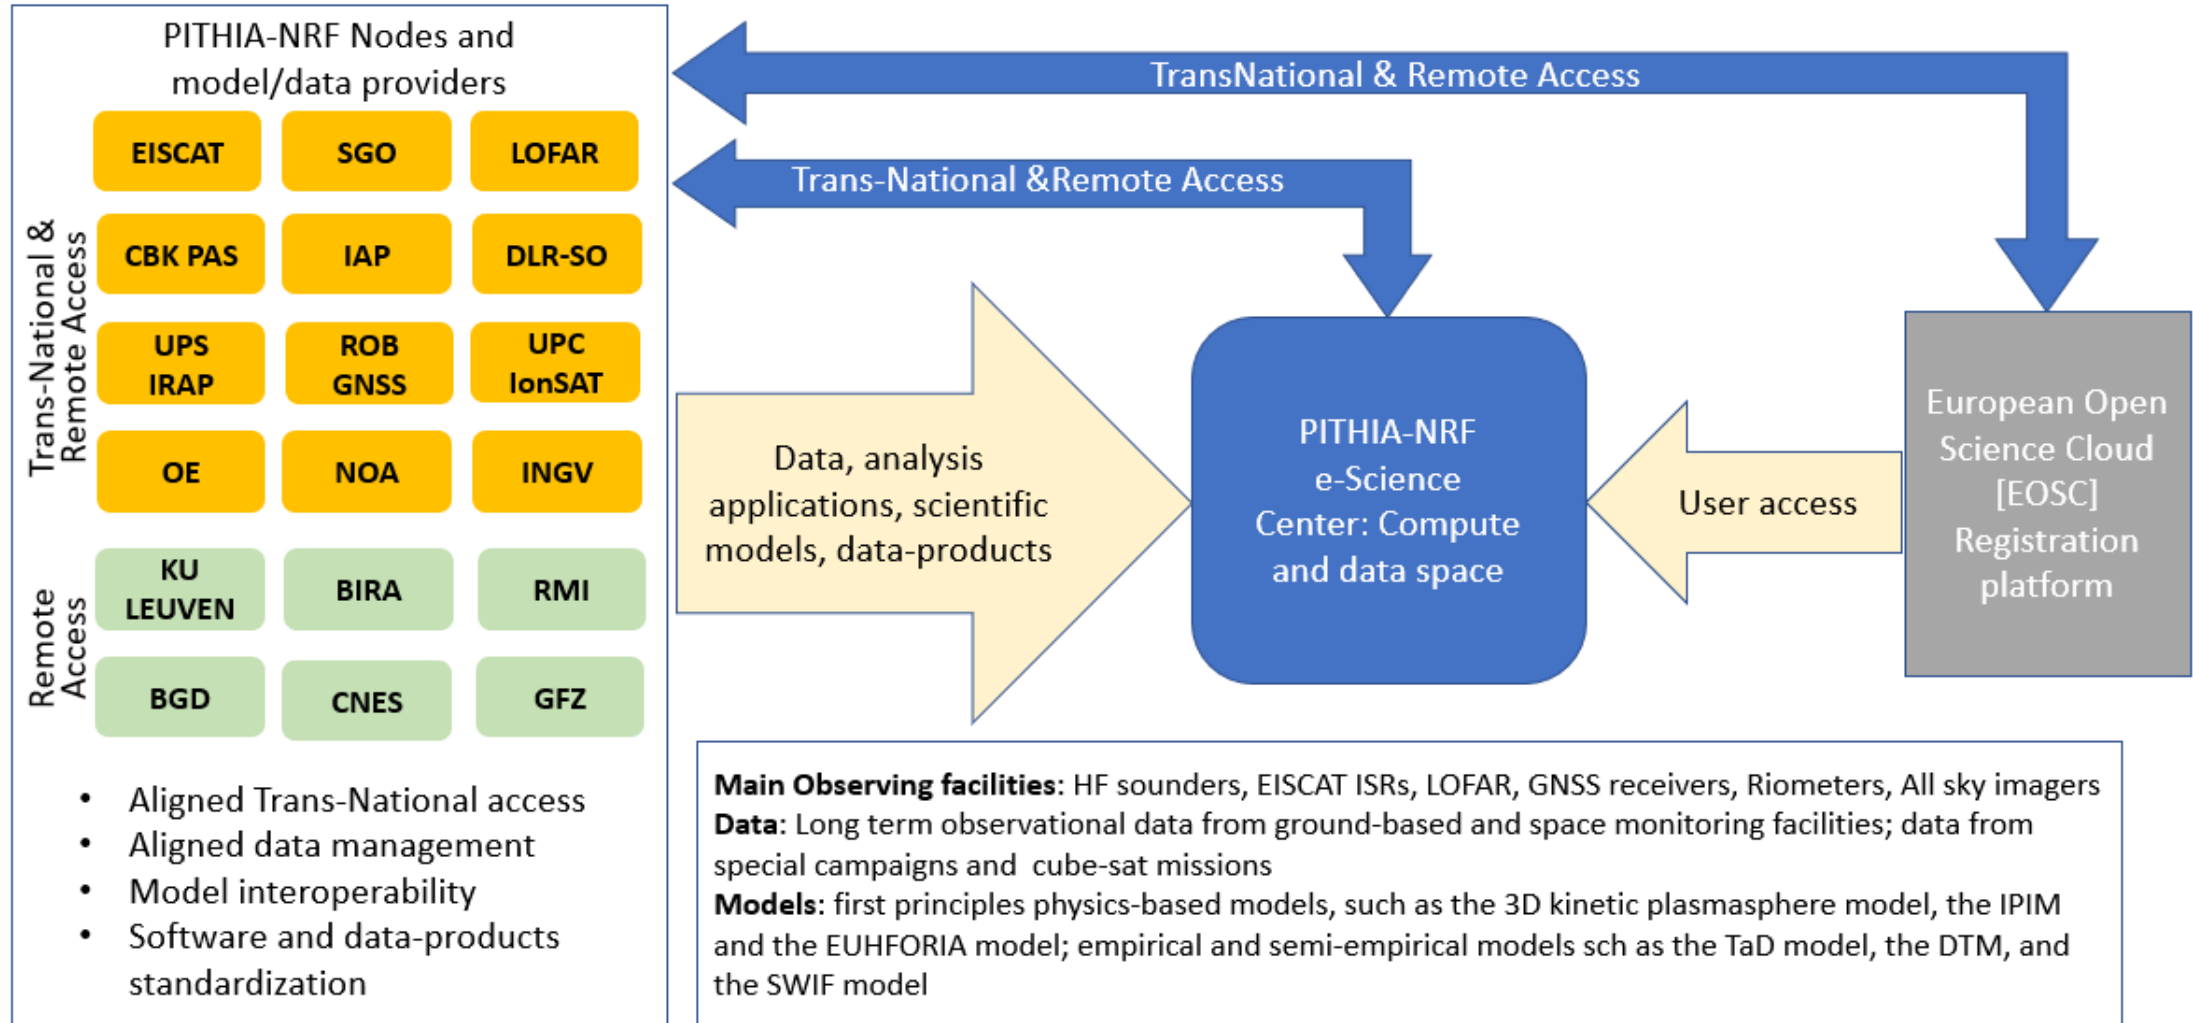 PITHIA-NRF Nodes and
model/data providers
Trans-National &
Remote Access
EISCAT
SGO
LOFAR
CBK PAS
IAP
DLR-SO
UPS
IRAP
ROB
GNSS
UPC
IonSAT
OE
NOA
INGV
Remote
Access
KU
LEUVEN
BIRA
RMI
BGD
CNES
GFZ
• Aligned Trans-National access
• Aligned data management
• Model interoperability
• Software and data-products
standardization
TransNational & Remote Access
Trans-National &Remote Access
Data, analysis
applications, scientific
models, data-products
PITHIA-NRF
e-Science
Center: Compute
and data space
User access
European Open
Science Cloud
[EOSC]
Registration
platform
Main Observing facilities: HF sounders, EISCAT ISRs, LOFAR, GNSS receivers, Riometers, All sky imagers
Data: Long term observational data from ground-based and space monitoring facilities; data from
special campaigns and cube-sat missions
Models: first principles physics-based models, such as the 3D kinetic plasmasphere model, the IPIM
and the EUHFORIA model; empirical and semi-empirical models sch as the TaD model, the DTM, and
the SWIF model